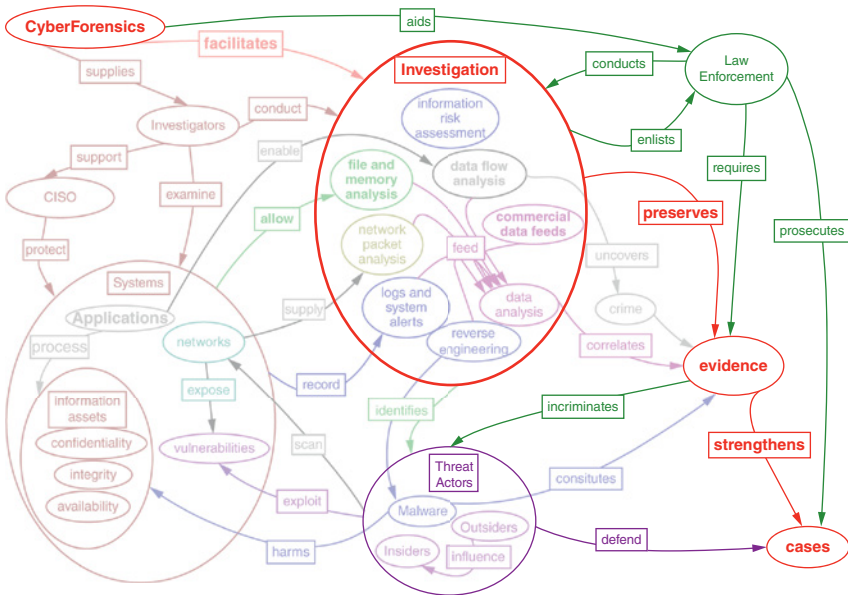 CyberForensics
aids
facilitates
Law
Enforcement
conducts
Investigation
supplies
information
risk
assessment
conduct
Investigators
enlists
enable
support
file and
memory
analysis
data flow
analysis
requires
CISO
examine
allow
preserves
commercial
data feeds
prosecutes
network
packet
analysis
feed
protect
uncovers
Systems
logs and
system
alerts
data
analysis
supply
crime
Applications
networks
process
reverse
engineering
correlates
evidence
expose
record
information
assets
identifies
incriminates
confidentiality
vulnerabilities
scan
strengthens
Threat
Actors
integrity
consitutes
exploit
availability
Malware
Outsiders
harms
Insiders
influence
defend
cases